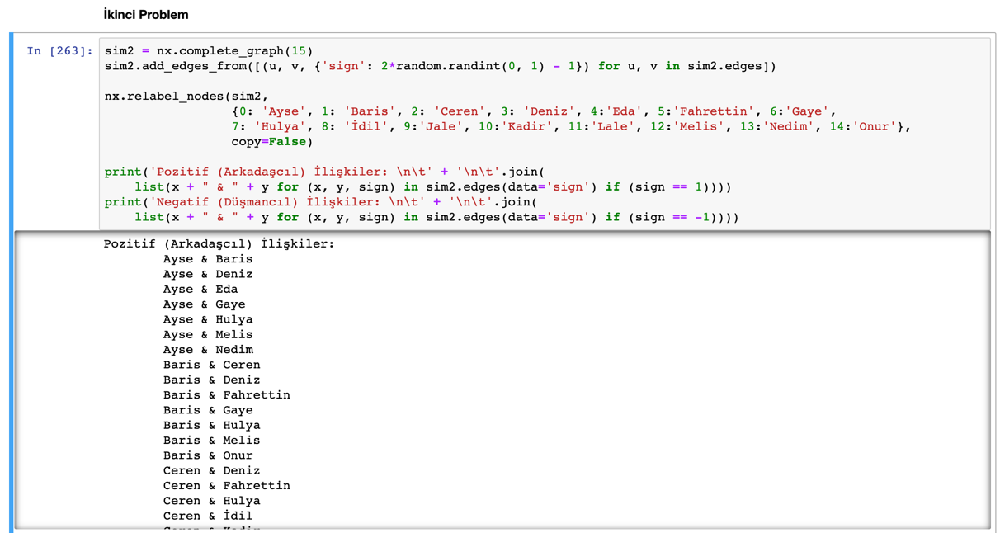 İkinci Problem
In [263]: sim2 = nx.complete_graph(15)
sim2.add_edges_from([(u, v, {'sign': 2*random.randint(0, 1) - 1}) for u, v in sim2.edges])
nx.relabel_nodes(sim2,
{0: 'Ayse', 1: 'Baris', 2: 'Ceren', 3: 'Deniz', 4:'Eda', 5:'Fahrettin', 6:'Gaye',
7: 'Hulya', 8: 'İdil', 9:'Jale', 10:'Kadir', 11:'Lale', 12:'Melis', 13:'Nedim', 14:'Onur'},
copy=False)
print('Pozitif (Arkadaşcıl) İlişkiler: \n\t' + '\n\t'.join(
list(x + " & " + y for (x, y, sign) in sim2.edges(data='sign') if (sign == 1))))
print('Negatif (Düşmancıl) İlişkiler: \n\t' + '\n\t'.join(
list(x + " & " + y for (x, y, sign) in sim2.edges(data='sign') if (sign == -1))))
Pozitif (Arkadaşcıl) İlişkiler:
Ayse & Baris
Ayse & Deniz
Ayse & Eda
Ayse & Gaye
Ayse & Hulya
Ayse & Melis
Ayse & Nedim
Baris & Ceren
Baris & Deniz
Baris & Fahrettin
Baris & Gaye
Baris & Hulya
Baris & Melis
Baris & Onur
Ceren & Deniz
Ceren & Fahrettin
Ceren & Hulya
Ceren & İdil